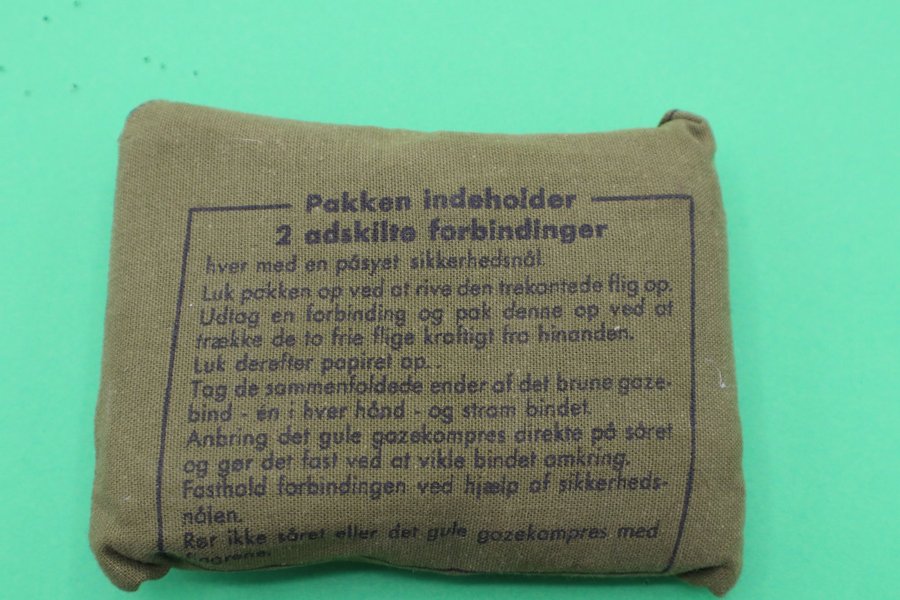 Pakken indeholder
2 adskilte forbindinger
hver med en påsyet sikkerhedsnål.
Luk pakken op ved at rive den trekantede flig op.
Udtag en forbinding og pak denne op ved at
trække de to frie flige kraftigt fra hinanden.
Luk derefter papiret op..
Tag de sammenfoldede ender af det brune gaze-
bind - én i hver hånd - og stram bindet.
Anbring det gule gazekompres direkte på såret
og gør det fast ved at vikle bindet omkring.
Fasthold forbindingen ved hjælp af sikkerheds-
nålen.
Rør ikke såret eller det gule gazekompres med
fingrene.